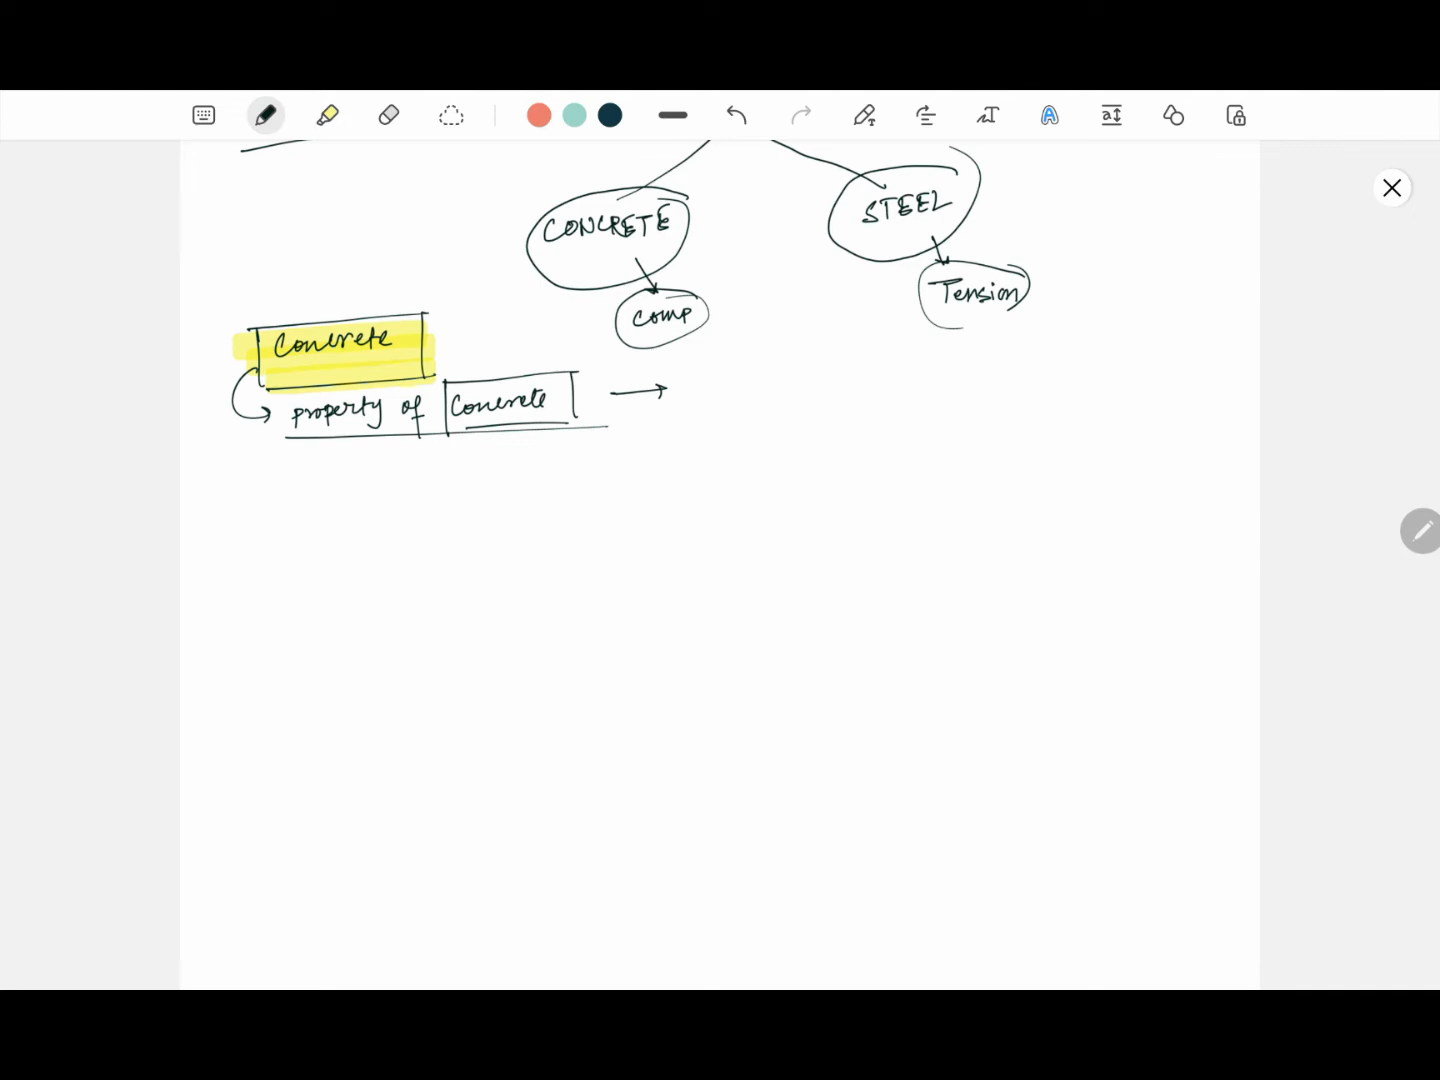 CONCRETE
STEEL
Tension
Comp
Concrete
property of Concrete →